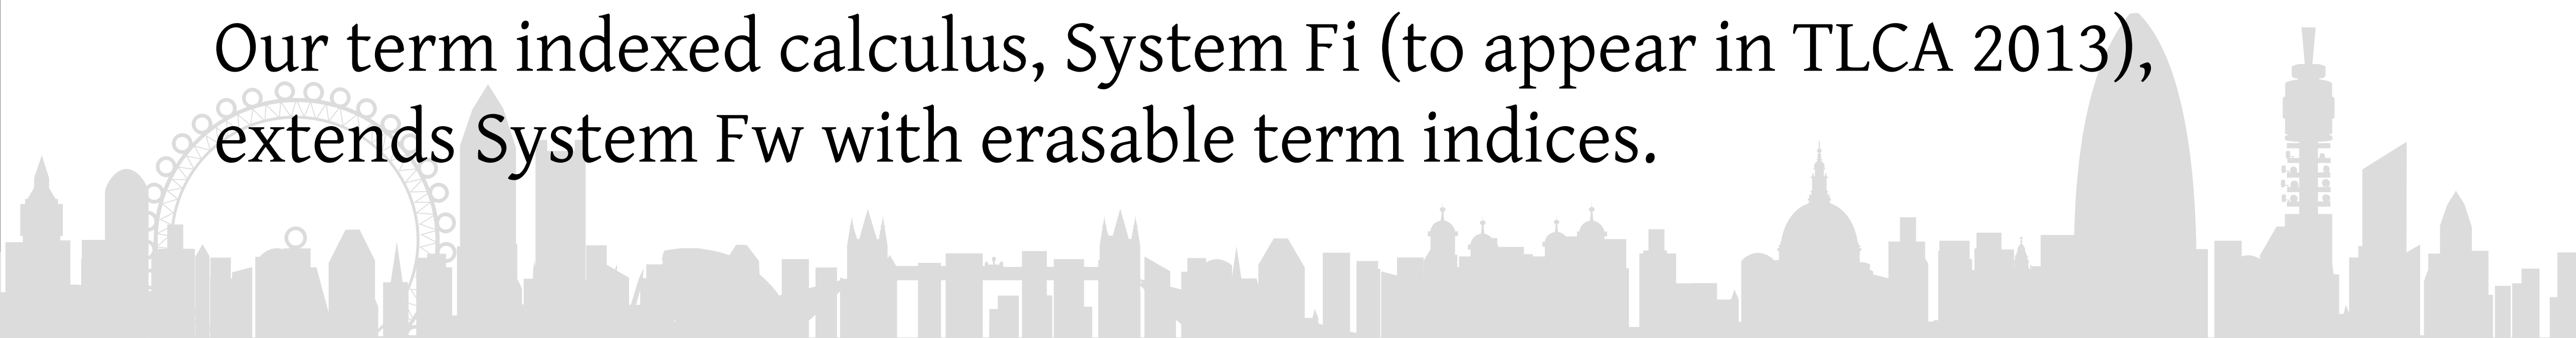 Our term indexed calculus, System Fi (to appear in TLCA 2013),
extends System Fw with erasable term indices.